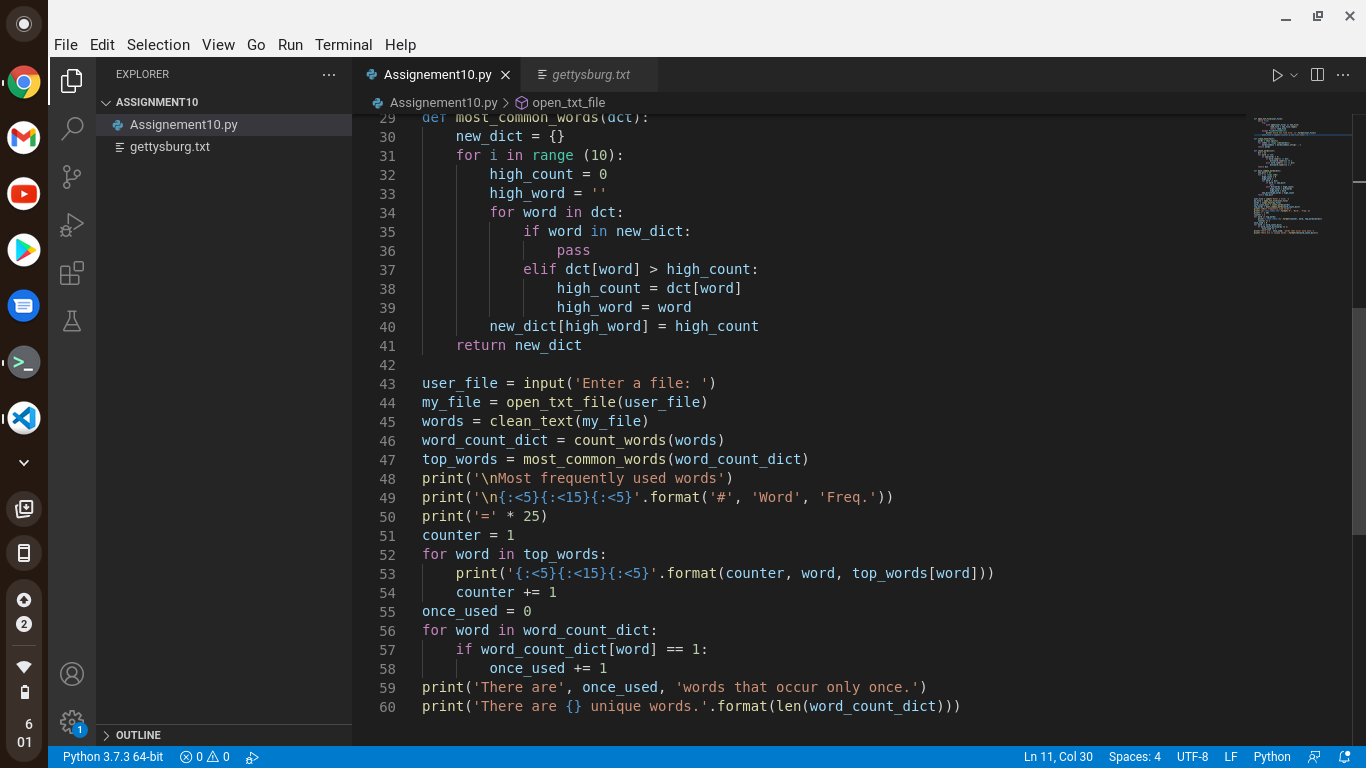 File Edit Selection View Go Run Terminal Help
EXPLORER
ASSIGNMENT10
Assignement10.py
gettysburg.txt
OUTLINE
Assignement10.py gettysburg.txt
Assignement10.py open_txt_file
29 def most_common_words(dct):
30     new_dict = {}
31     for i in range (10):
32         high_count = 0
33         high_word = ''
34         for word in dct:
35             if word in new_dict:
36                 pass
37             elif dct[word] > high_count:
38                 high_count = dct[word]
39                 high_word = word
40         new_dict[high_word] = high_count
41     return new_dict
42
43 user_file = input('Enter a file: ')
44 my_file = open_txt_file(user_file)
45 words = clean_text(my_file)
46 word_count_dict = count_words(words)
47 top_words = most_common_words(word_count_dict)
48 print('\nMost frequently used words')
49 print('\n{:<5}{:<15}{:<5}'.format('#', 'Word', 'Freq.'))
50 print('=' * 25)
51 counter = 1
52 for word in top_words:
53     print('{:<5}{:<15}{:<5}'.format(counter, word, top_words[word]))
54     counter += 1
55 once_used = 0
56 for word in word_count_dict:
57     if word_count_dict[word] == 1:
58         once_used += 1
59 print('There are', once_used, 'words that occur only once.')
60 print('There are {} unique words.'.format(len(word_count_dict)))
2
6
01
1
Python 3.7.3 64-bit 0 0 Ln 11, Col 30 Spaces: 4 UTF-8 LF Python